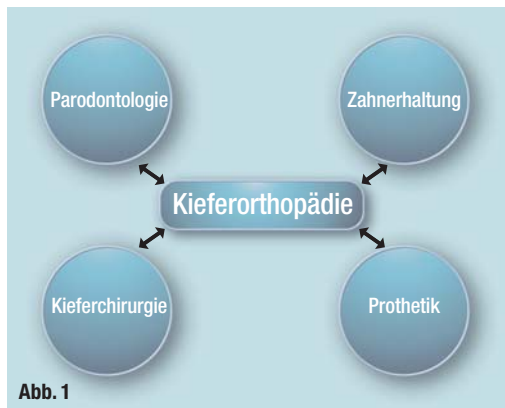 Parodontologie
Zahnerhaltung
Kieferorthopädie
Kieferchirurgie
Prothetik
Abb. 1